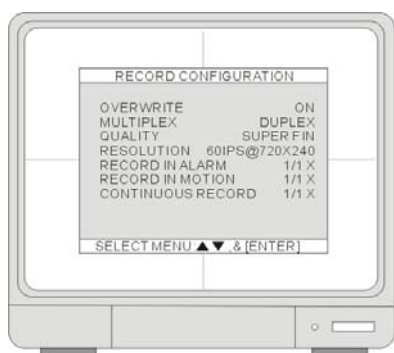 RECORD CONFIGURATION
OVERWRITE ON
MULTIPLEX DUPLEX
QUALITY SUPER FIN
RESOLUTION 60IPS@720X240
RECORD IN ALARM 1/1 X
RECORD IN MOTION 1/1 X
CONTINUOUS RECORD 1/1 X
SELECT MENU:▲▼,& [ENTER]